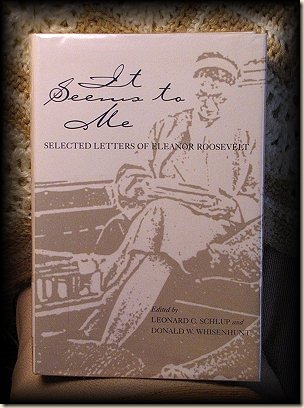 It
Seems to
Me
SELECTED LETTERS OF ELEANOR ROOSEVELT
Edited by
LEONARD C. SCHLUP and
DONALD W. WHISENHUNT